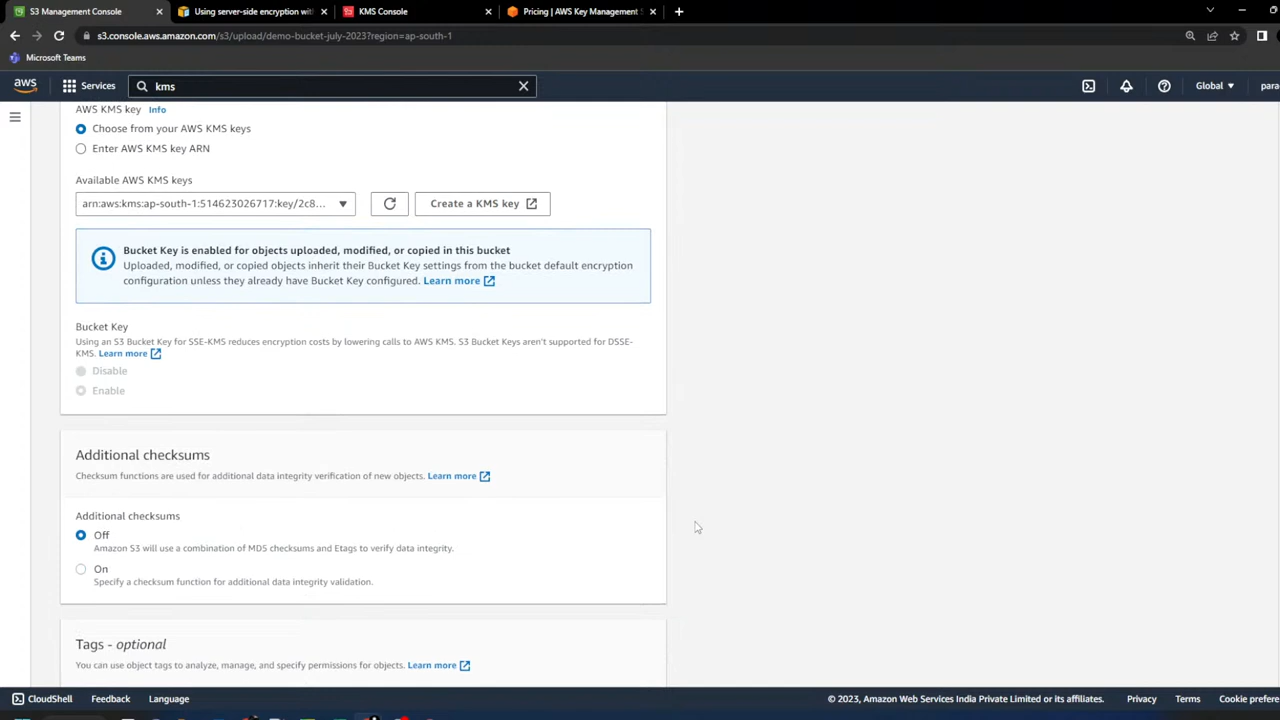 S3 Management Console
Using server-side encryption with
KMS Console
Pricing | AWS Key Management
s3.console.aws.amazon.com/s3/upload/demo-bucket-july-2023?region=ap-south-1
Microsoft Teams
aws
Services
kms
Global
para
AWS KMS key Info
Choose from your AWS KMS keys
Enter AWS KMS key ARN
Available AWS KMS keys
arn:aws:kms:ap-south-1:514623026717:key/2c8...
Create a KMS key
Bucket Key is enabled for objects uploaded, modified, or copied in this bucket
Uploaded, modified, or copied objects inherit their Bucket Key settings from the bucket default encryption
configuration unless they already have Bucket Key configured. Learn more
Bucket Key
Using an S3 Bucket Key for SSE-KMS reduces encryption costs by lowering calls to AWS KMS. S3 Bucket Keys aren't supported for DSSE-
KMS. Learn more
Disable
Enable
Additional checksums
Checksum functions are used for additional data integrity verification of new objects. Learn more
Additional checksums
Off
Amazon S3 will use a combination of MD5 checksums and Etags to verify data integrity.
On
Specify a checksum function for additional data integrity validation.
Tags - optional
You can use object tags to analyze, manage, and specify permissions for objects. Learn more
CloudShell
Feedback
Language
© 2023, Amazon Web Services India Private Limited or its affiliates.
Privacy
Terms
Cookie prefere